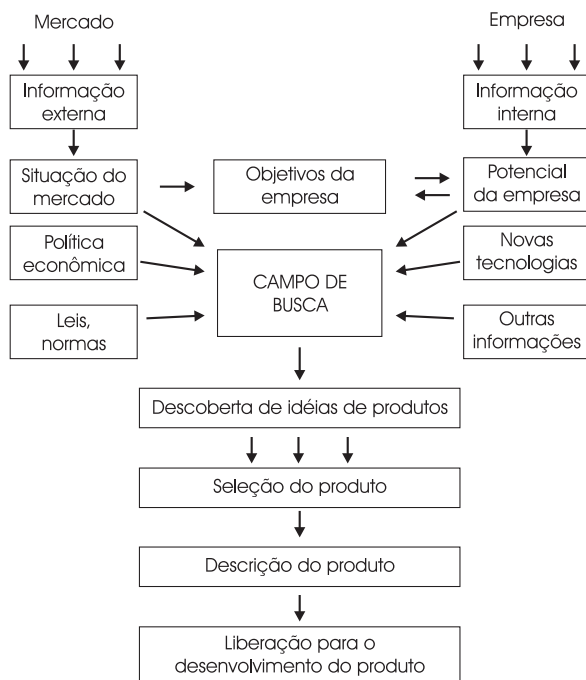 Mercado
Empresa
Informação
externa
Informação
interna
Situação do
mercado
Objetivos da
empresa
Potencial
da empresa
Política
econômica
CAMPO DE
BUSCA
Novas
tecnologias
Leis,
normas
Outras
informações
Descoberta de idéias de produtos
Seleção do produto
Descrição do produto
Liberação para o
desenvolvimento do produto